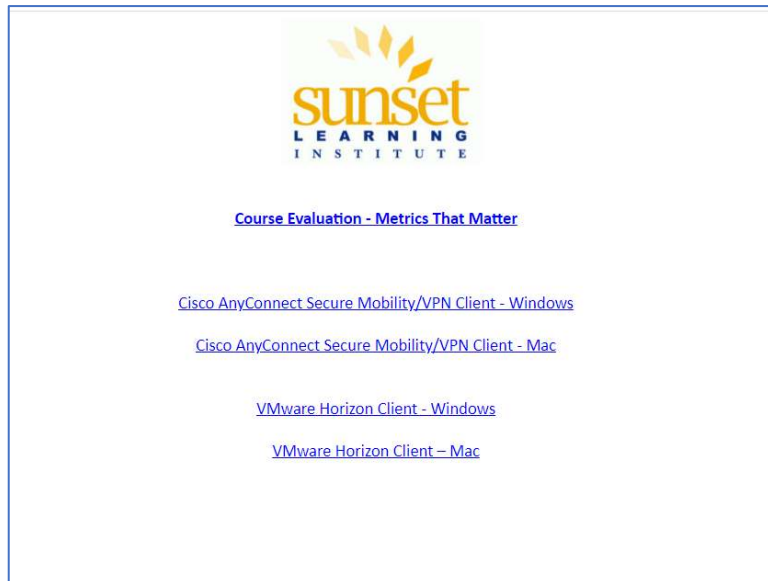 sunset
LEARNING
INSTITUTE
Course Evaluation - Metrics That Matter
Cisco AnyConnect Secure Mobility/VPN Client - Windows
Cisco AnyConnect Secure Mobility/VPN Client - Mac
VMware Horizon Client - Windows
VMware Horizon Client – Mac